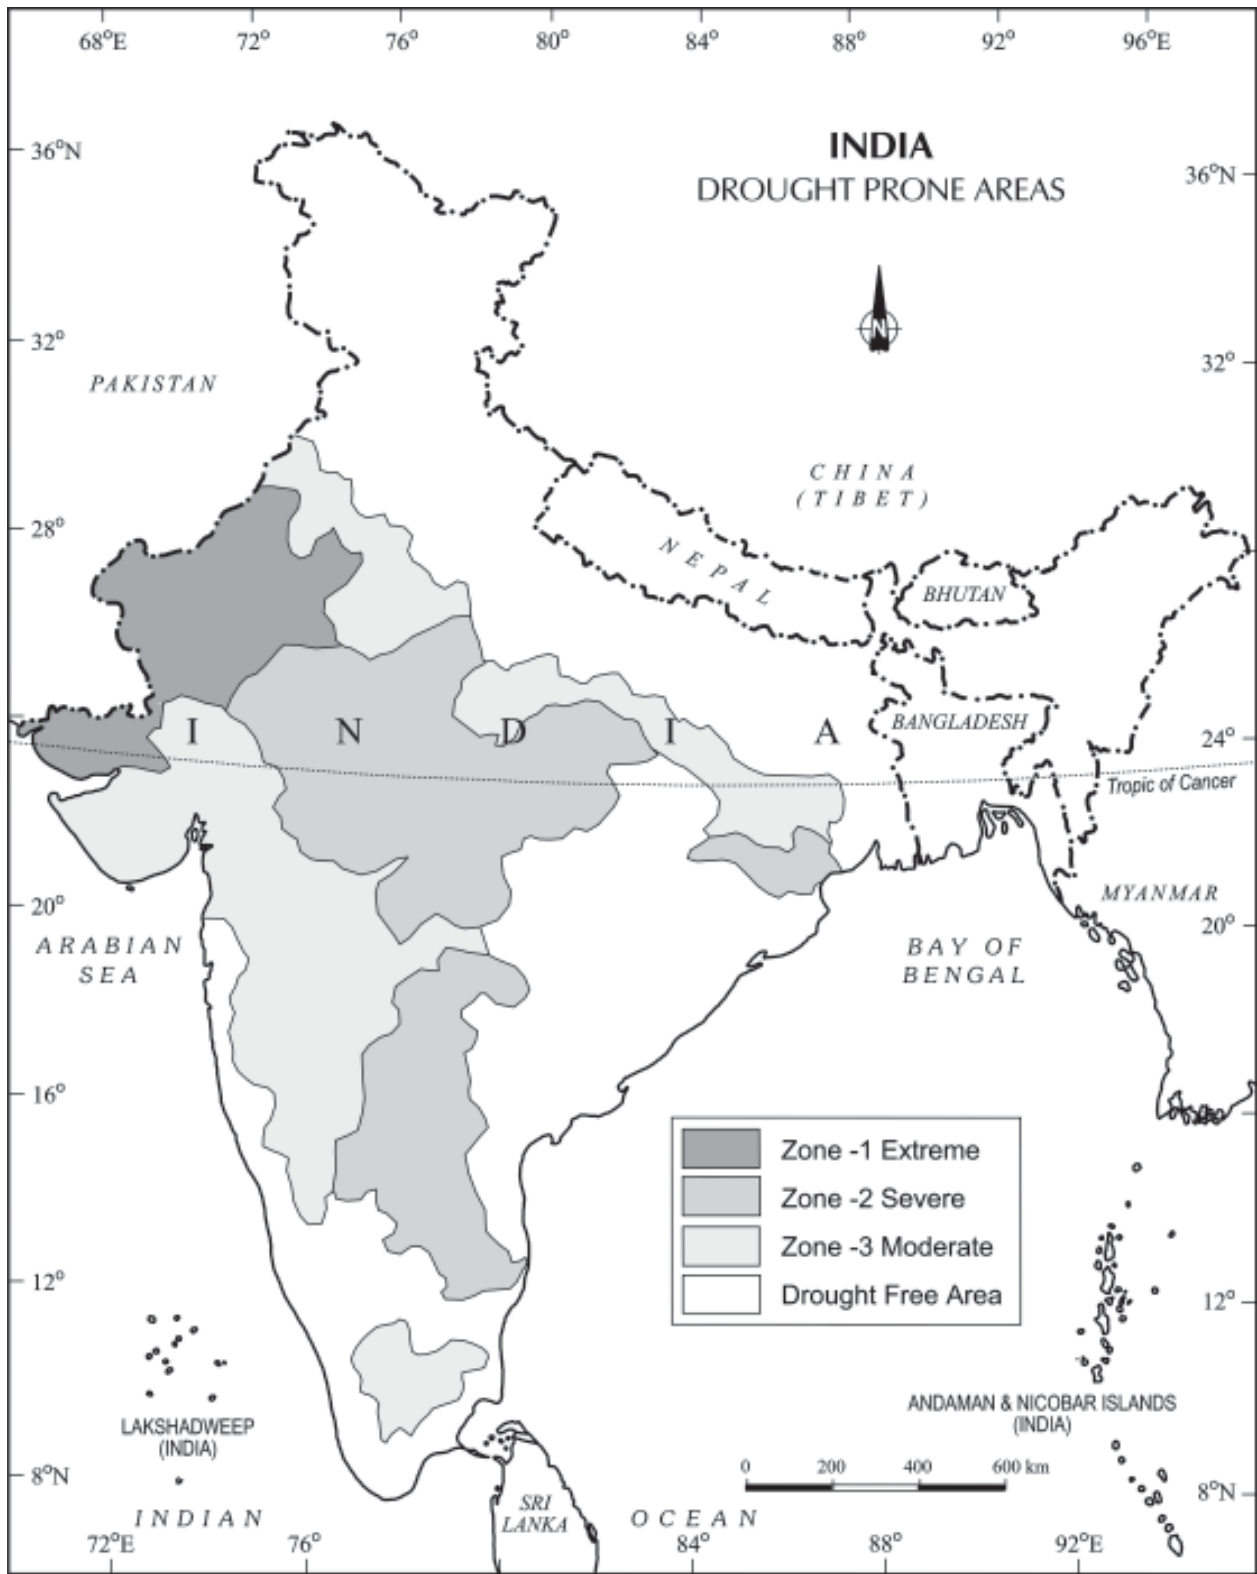 68°E 72° 76° 80° 84° 88° 92° 96°E
INDIA
DROUGHT PRONE AREAS
36°N
36°N
N
32°
32°
PAKISTAN
CHINA
(TIBET)
28°
NEPAL
BHUTAN
BANGLADESH
I N D I A
24°
Tropic of Cancer
20°
20°
MYANMAR
ARABIAN
SEA
BAY OF
BENGAL
16°
Zone -1 Extreme
Zone -2 Severe
Zone -3 Moderate
Drought Free Area
12°
12°
LAKSHADWEEP
(INDIA)
ANDAMAN & NICOBAR ISLANDS
(INDIA)
0 200 400 600 km
8°N
8°N
SRI
LANKA
INDIAN OCEAN
72°E 76° 84° 88° 92°E